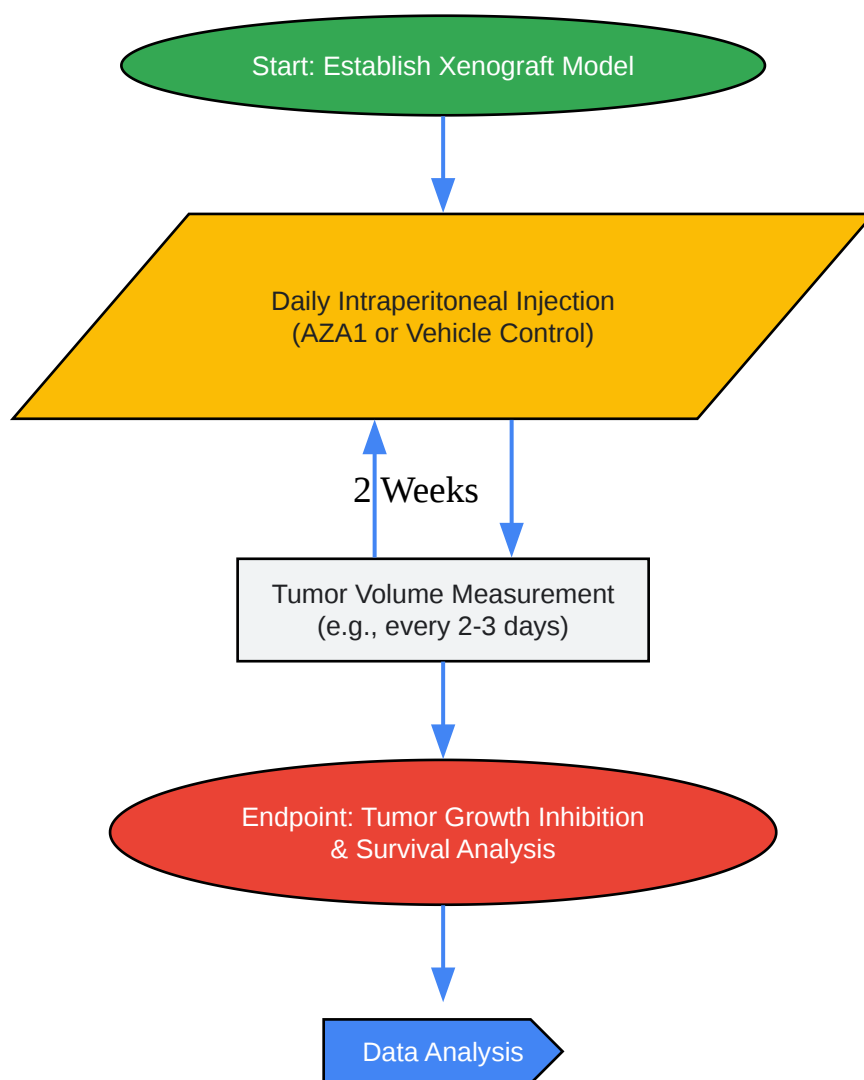 Start: Establish Xenograft Model
Daily Intraperitoneal Injection
(AZA1 or Vehicle Control)
2 Weeks
Tumor Volume Measurement
(e.g., every 2-3 days)
Endpoint: Tumor Growth Inhibition
& Survival Analysis
Data Analysis